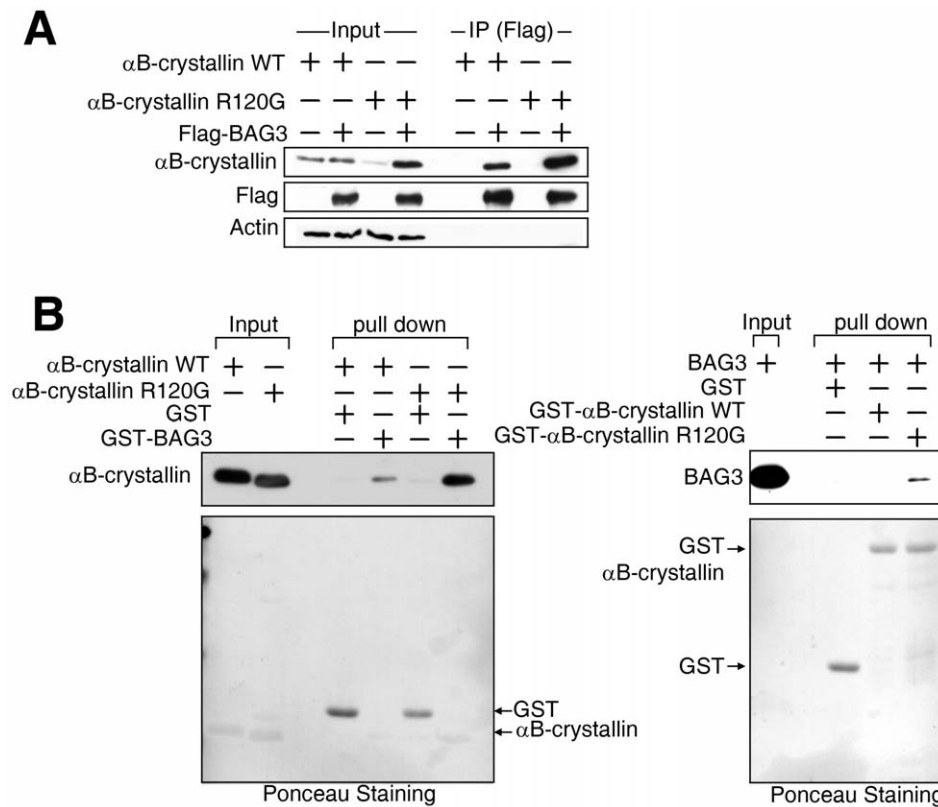 A
Input IP (Flag)
αB-crystallin WT + + – – + + – –
αB-crystallin R120G – – + + – – + +
Flag-BAG3 – + – + – + – +
αB-crystallin
Flag
Actin
B
Input pull down
αB-crystallin WT + – + + – –
αB-crystallin R120G – + – – + +
GST + – + –
GST-BAG3 – + – +
αB-crystallin
GST
αB-crystallin
Ponceau Staining
Input pull down
BAG3 + + + +
GST + – –
GST-αB-crystallin WT – + –
GST-αB-crystallin R120G – – +
BAG3
GST
αB-crystallin
GST
Ponceau Staining